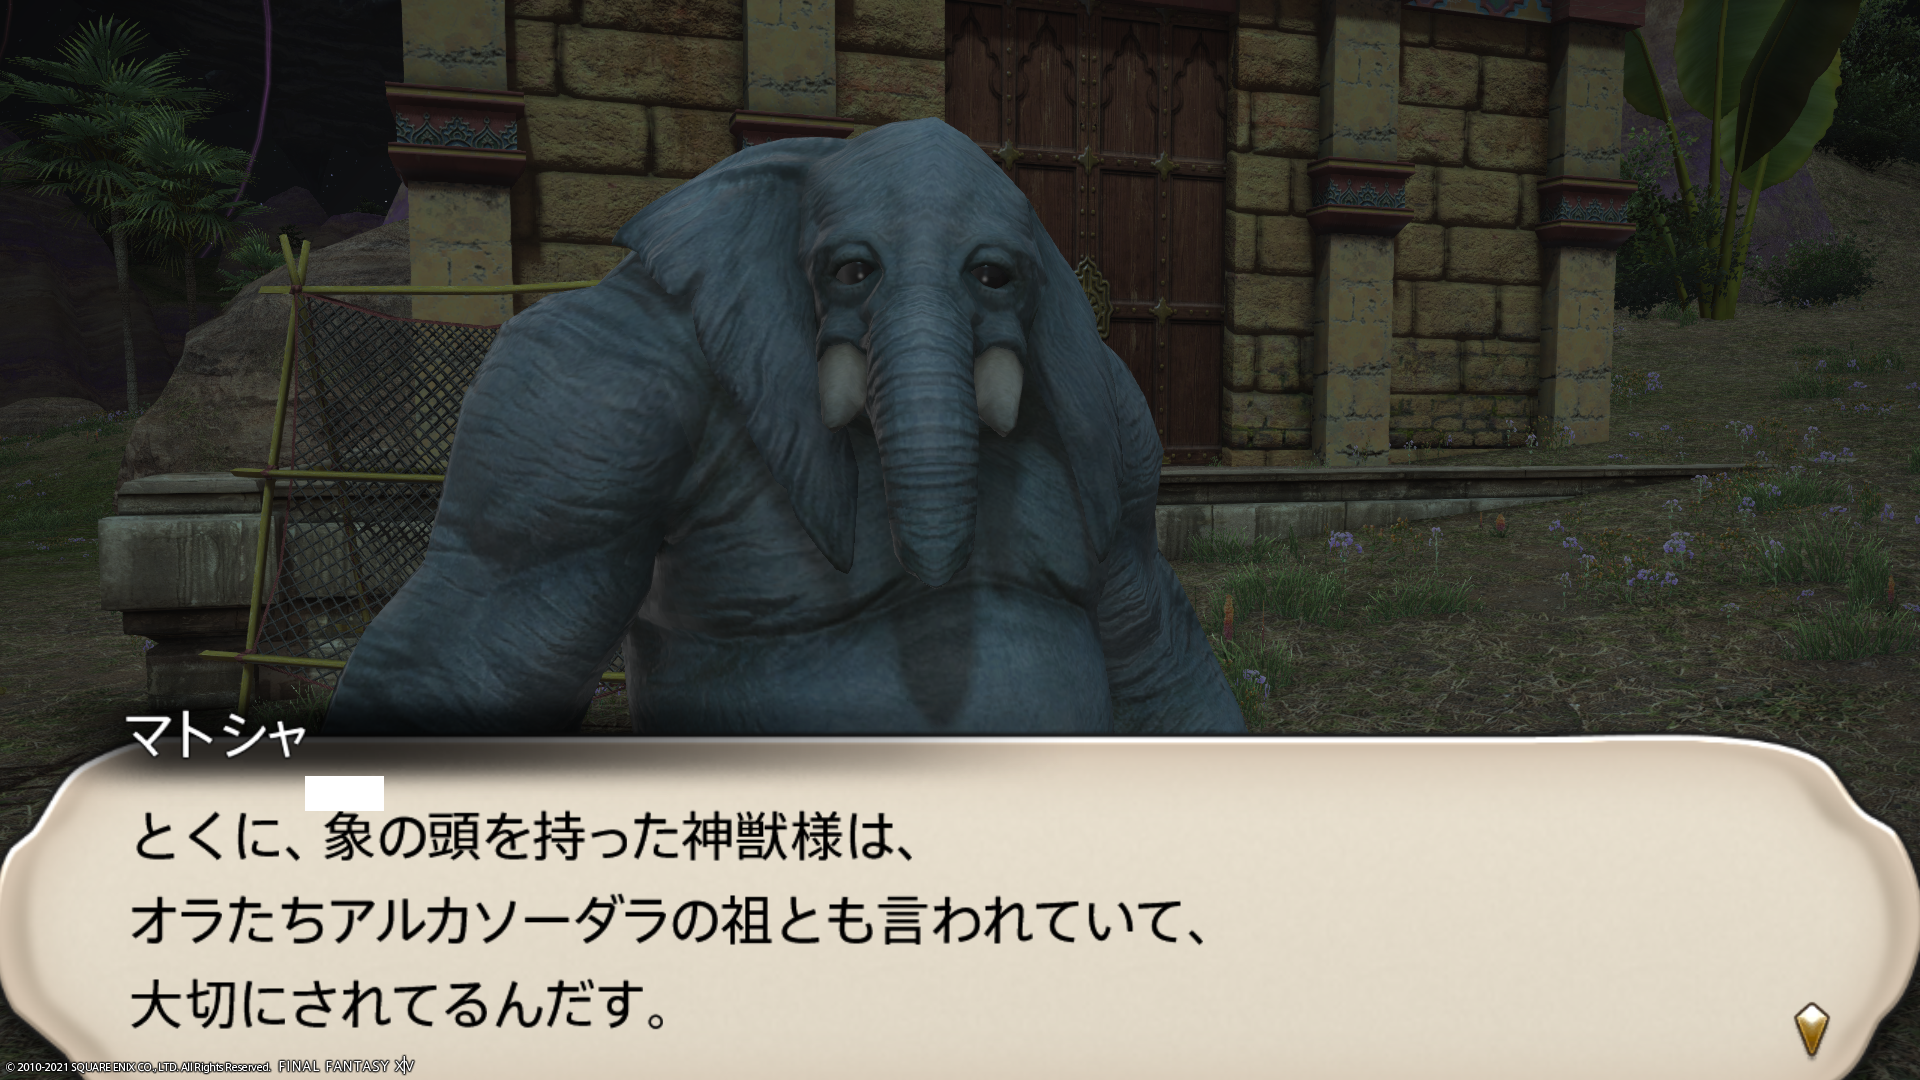 マトシャ
とくに、象の頭を持った神獣様は、
オラたちアルカソーダラの祖とも言われていて、
大切にされてるんだす。
© 2010-2021 SQUARE ENIX CO., LTD. All Rights Reserved. FINAL FANTASY XIV